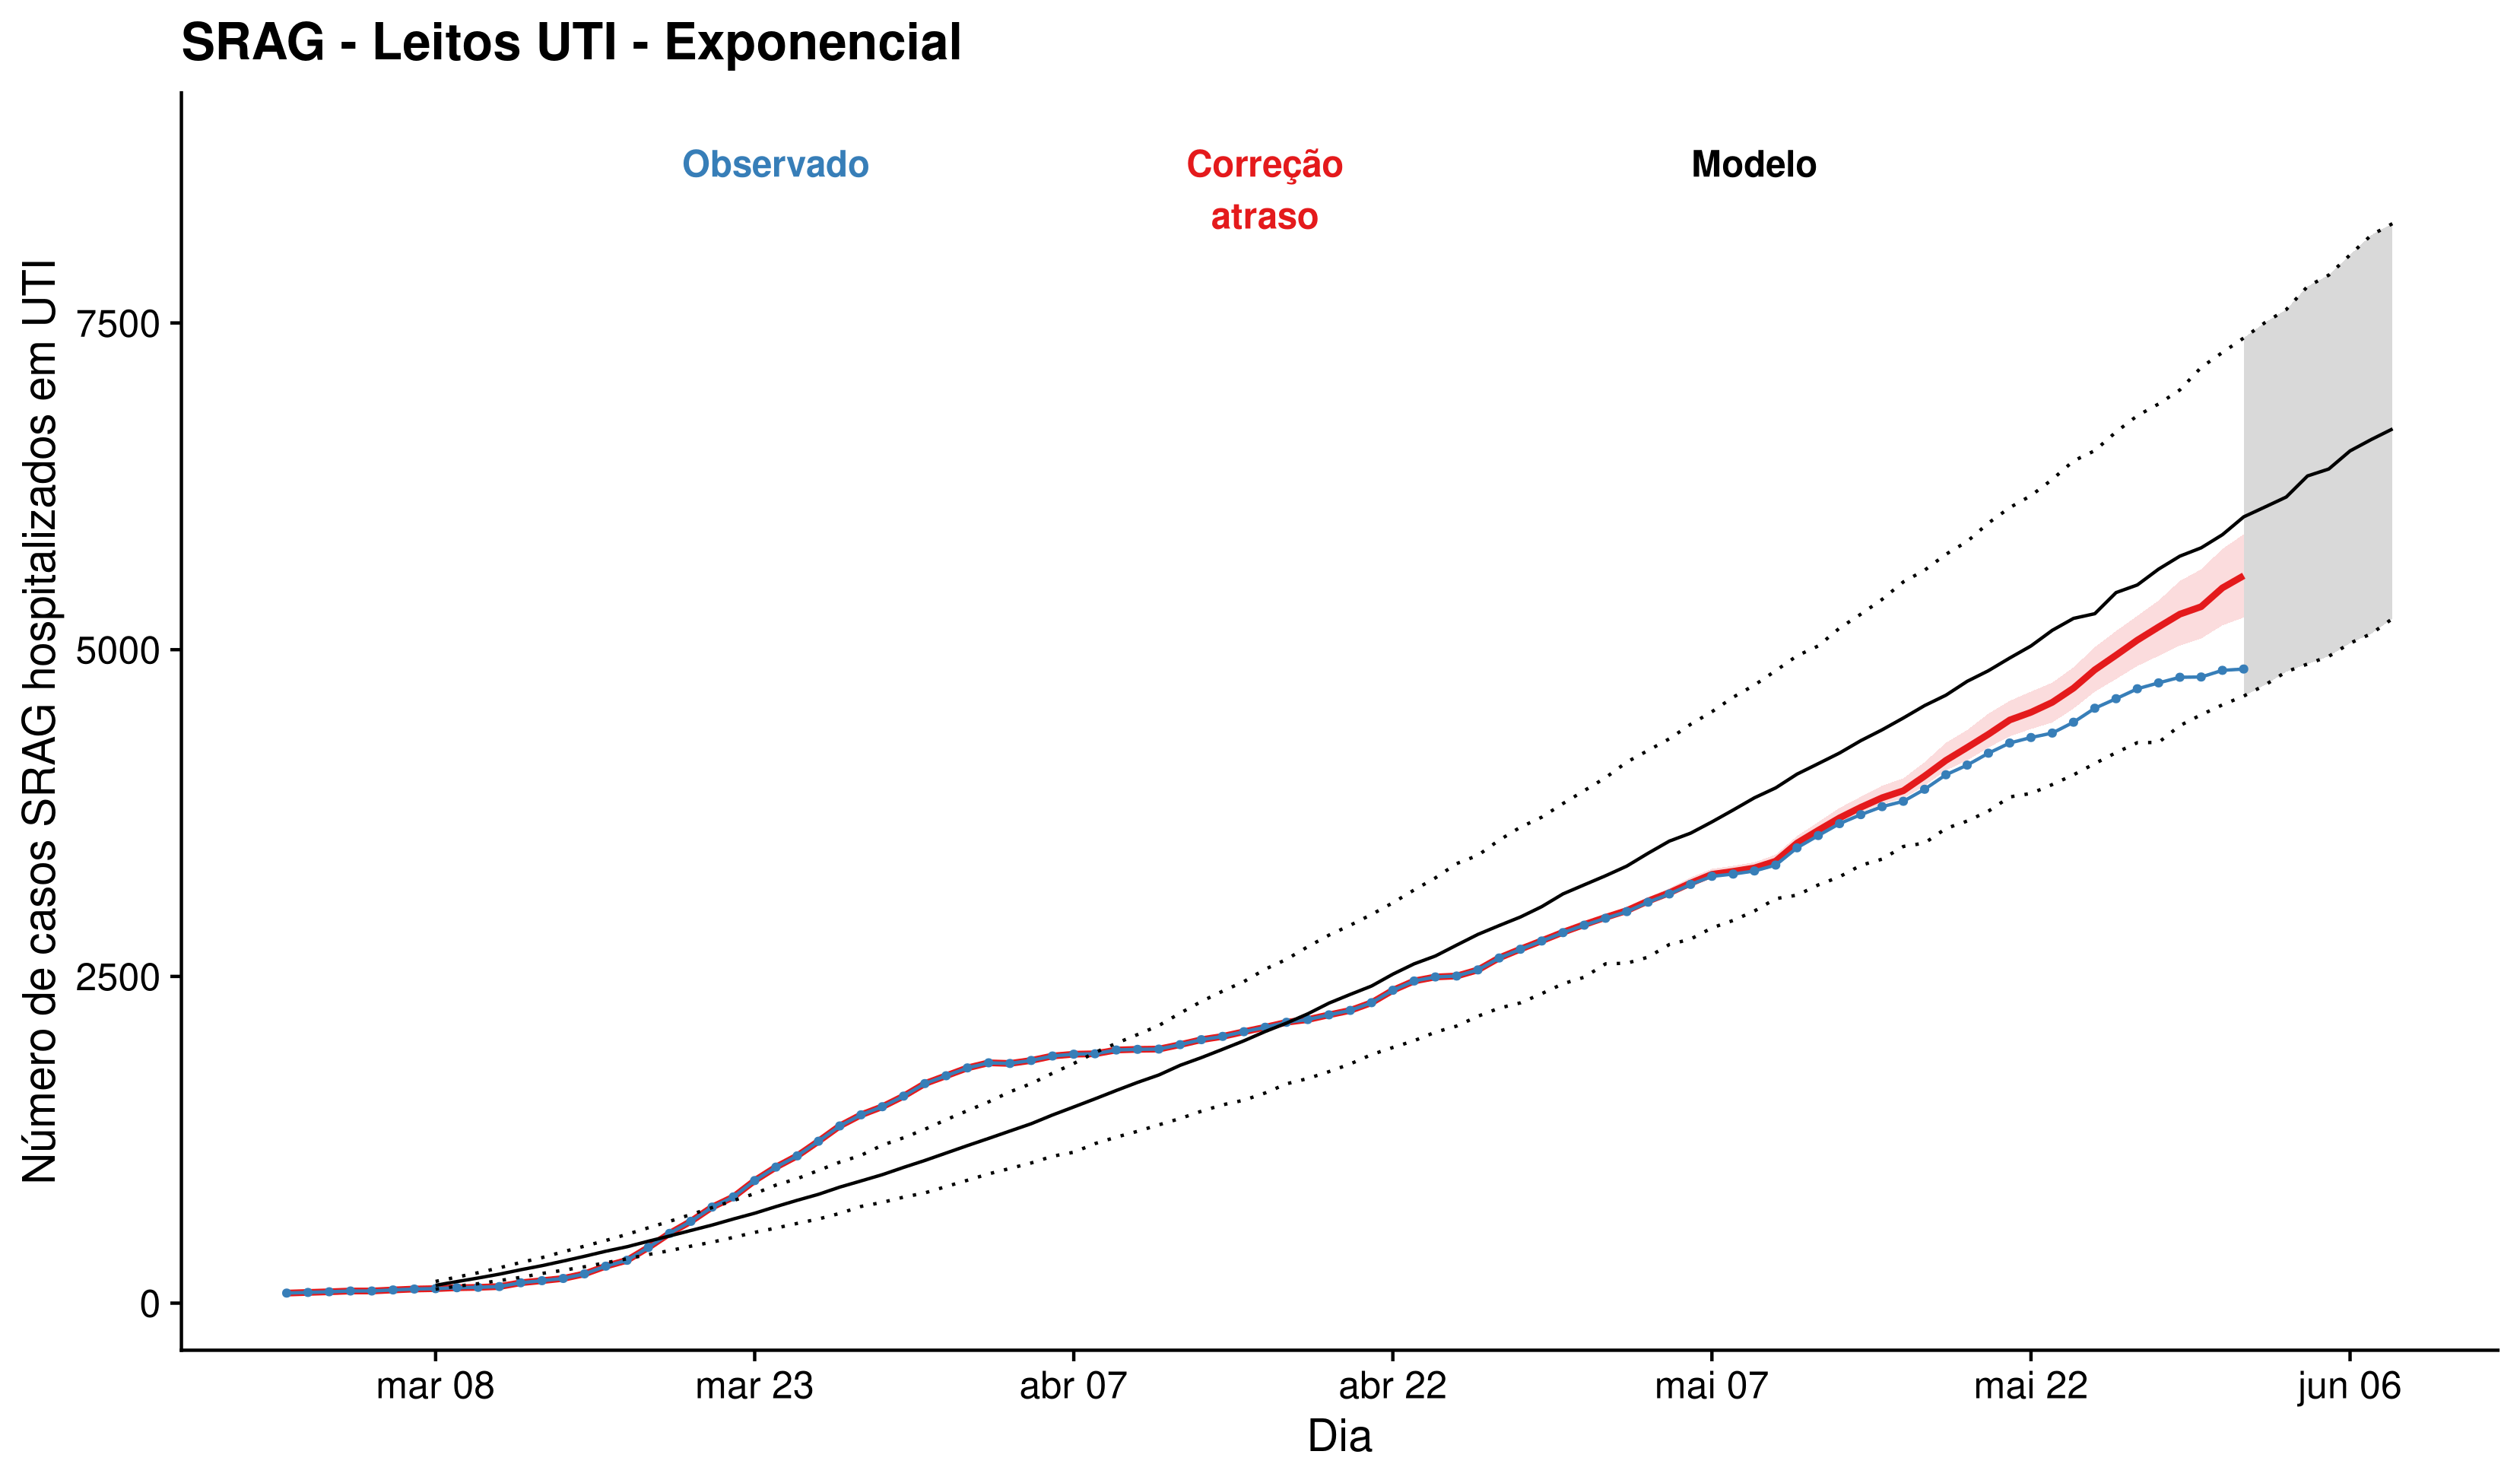 SRAG - Leitos UTI - Exponencial
Observado
Correção
atraso
Modelo
Número de casos SRAG hospitalizados em UTI
7500
5000
2500
0
mar 08
mar 23
abr 07
abr 22
mai 07
mai 22
jun 06
Dia